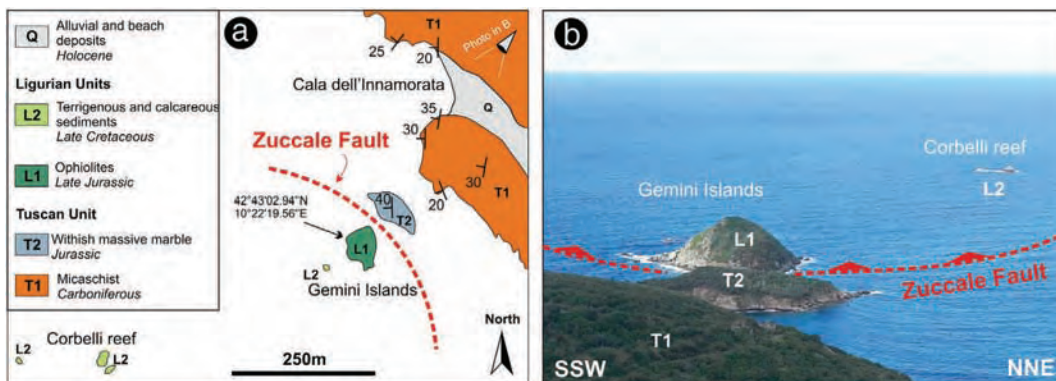 Q
Alluvial and beach
deposits
Holocene
Ligurian Units
L2
Terrigenous and calcareous
sediments
Late Cretaceous
L1
Ophiolites
Late Jurassic
Tuscan Unit
T2
Withish massive marble
Jurassic
T1
Micaschist
Carboniferous
a
T1
Photo in B
25
20
Cala dell'Innamorata
Q
35
30
Zuccale Fault
30
T1
20
40
T2
42°43'02.94"N
10°22'19.56"E
L1
L2
Gemini Islands
Corbelli reef
L2
L2
250m
North
b
Corbelli reef
L2
Gemini Islands
L1
T2
Zuccale Fault
T1
SSW
NNE